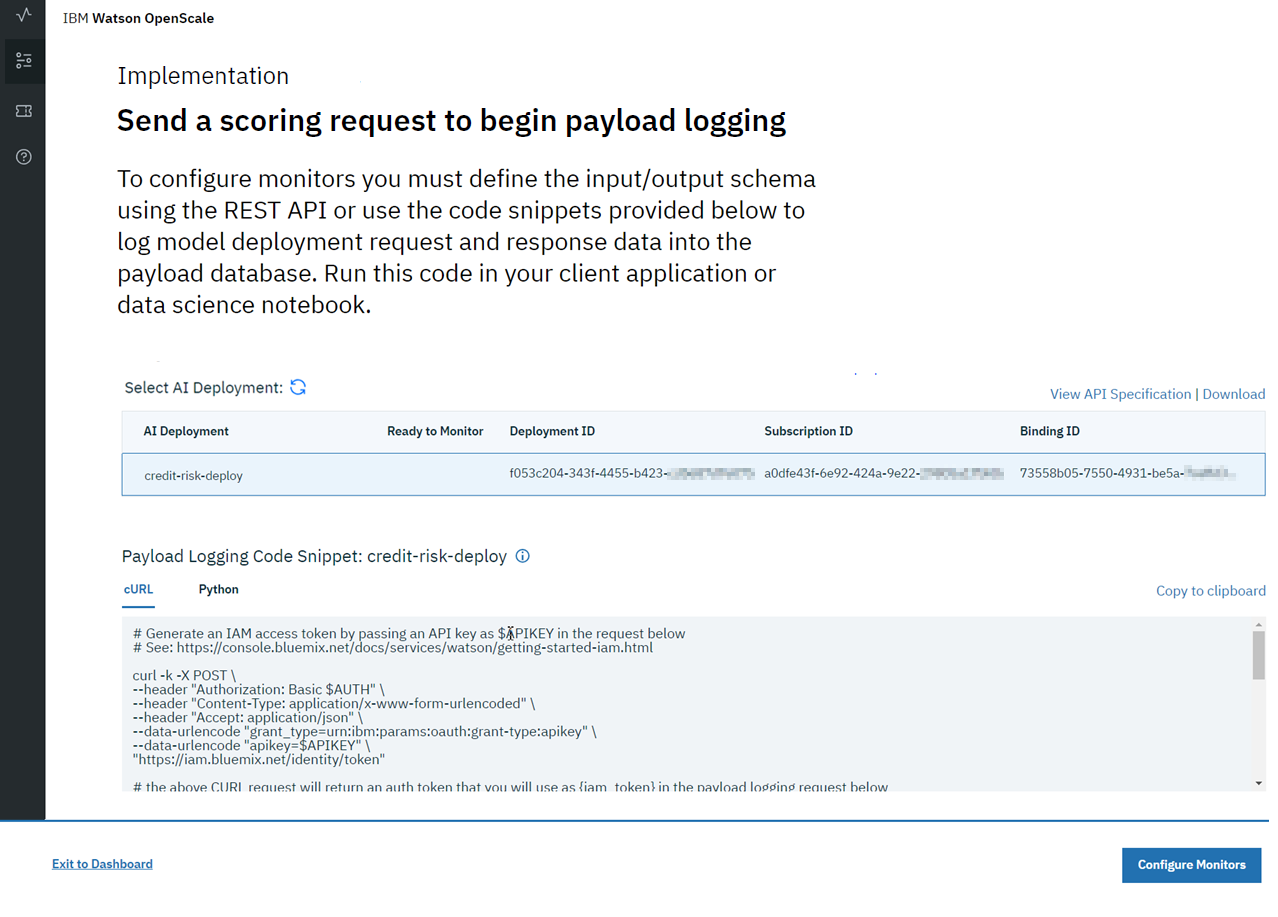 IBM Watson OpenScale
Implementation
Send a scoring request to begin payload logging
To configure monitors you must define the input/output schema
using the REST API or use the code snippets provided below to
log model deployment request and response data into the
payload database. Run this code in your client application or
data science notebook.
Select AI Deployment:
View API Specification | Download
AI Deployment Ready to Monitor Deployment ID Subscription ID Binding ID
credit-risk-deploy f053c204-343f-4455-b423- a0dfe43f-6e92-424a-9e22- 73558b05-7550-4931-be5a-
Payload Logging Code Snippet: credit-risk-deploy
cURL Python Copy to clipboard
# Generate an IAM access token by passing an API key as $APIKEY in the request below
# See: https://console.bluemix.net/docs/services/watson/getting-started-iam.html
curl -k -X POST \
--header "Authorization: Basic $AUTH" \
--header "Content-Type: application/x-www-form-urlencoded" \
--header "Accept: application/json" \
--data-urlencode "grant_type=urn:ibm:params:oauth:grant-type:apikey" \
--data-urlencode "apikey=$APIKEY" \
"https://iam.bluemix.net/identity/token"
# the above CURL request will return an auth token that you will use as {iam_token} in the payload logging request below
Exit to Dashboard
Configure Monitors